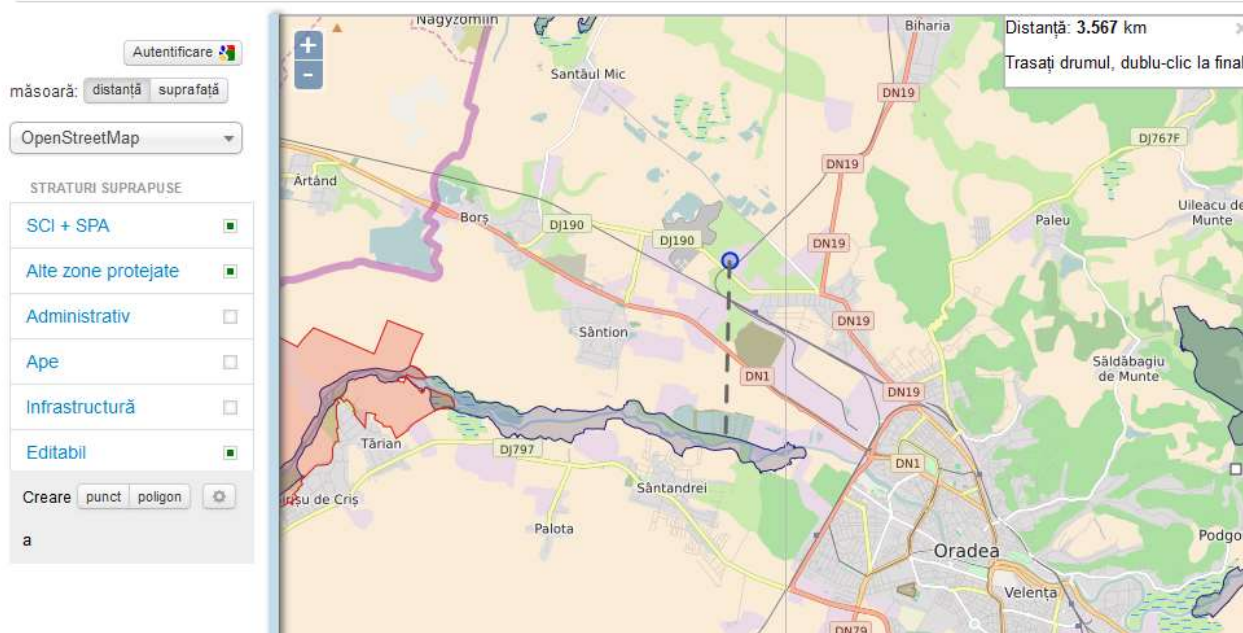 Autentificare
măsoară: distanță suprafață
OpenStreetMap
STRATURI SUPRAPUSE
SCI + SPA
Alte zone protejate
Administrativ
Ape
Infrastructură
Editabil
Creare punct poligon
a
+
-
Distanță: 3.567 km
Trasați drumul, dublu-clic la final
Biharia
Santăul Mic
DN19
DJ767F
DN19
Ártánd
Borș
DJ190
DJ190
DN19
Paleu
Uileacu de
Munte
Sântion
DN19
DN1
DN19
Săldăbagiu
de Munte
Tărian
DJ797
DN1
Sântandrei
Palota
Oradea
Velența
DN79